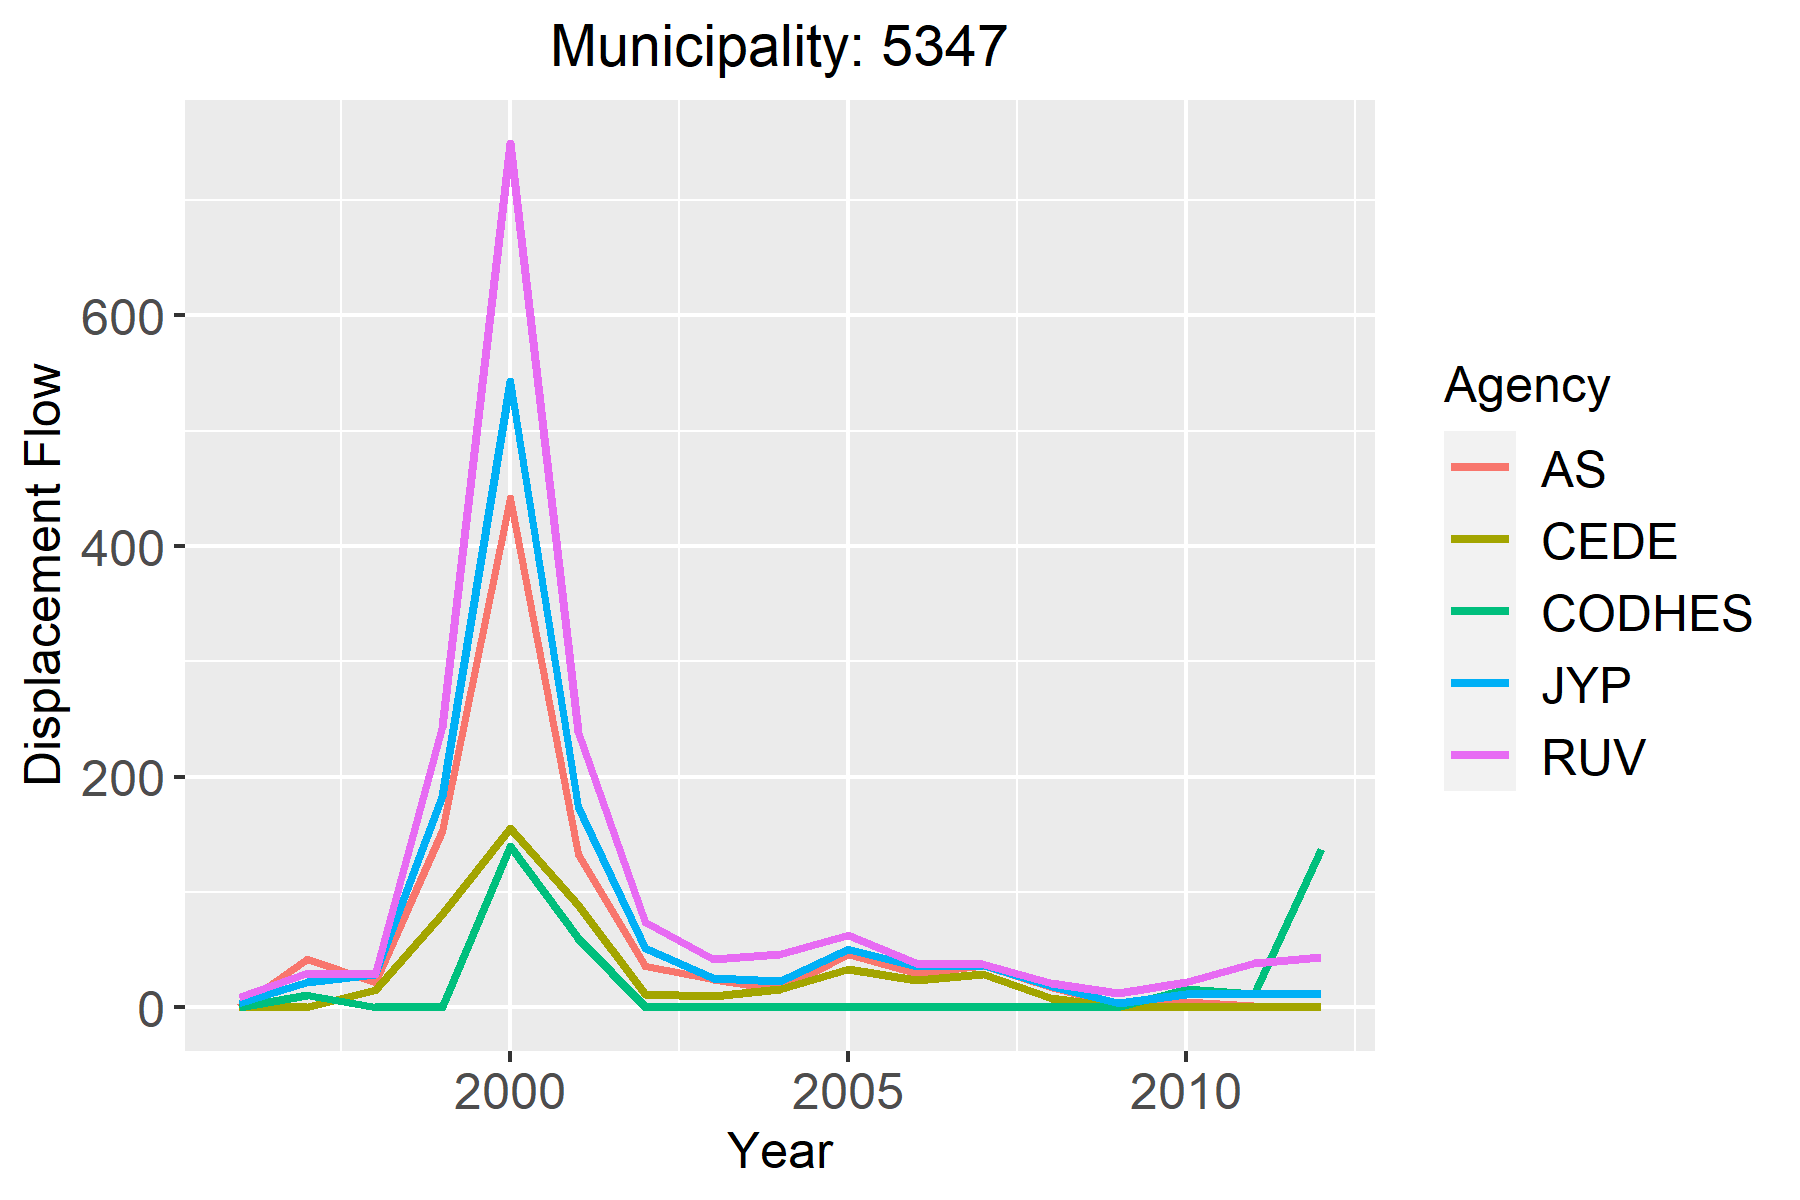 Municipality: 5347
Displacement Flow
600
400
200
0
2000 2005 2010
Year
Agency
AS
CEDE
CODHES
JYP
RUV